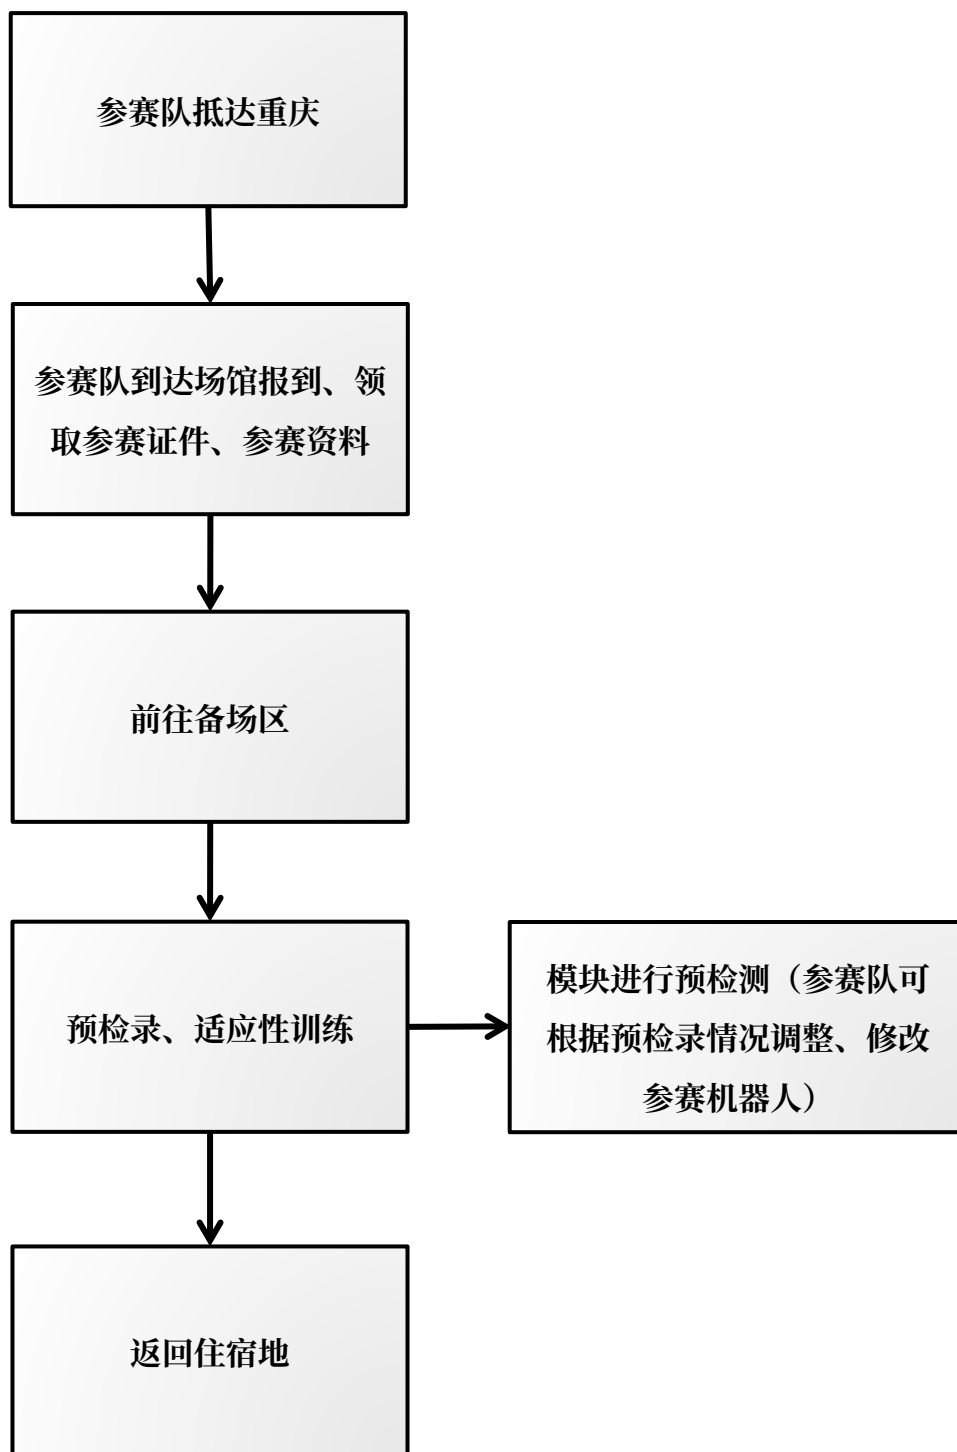 参赛队抵达重庆
参赛队到达场馆报到、领
取参赛证件、参赛资料
前往备场区
预检录、适应性训练
模块进行预检测（参赛队可
根据预检录情况调整、修改
参赛机器人）
返回住宿地